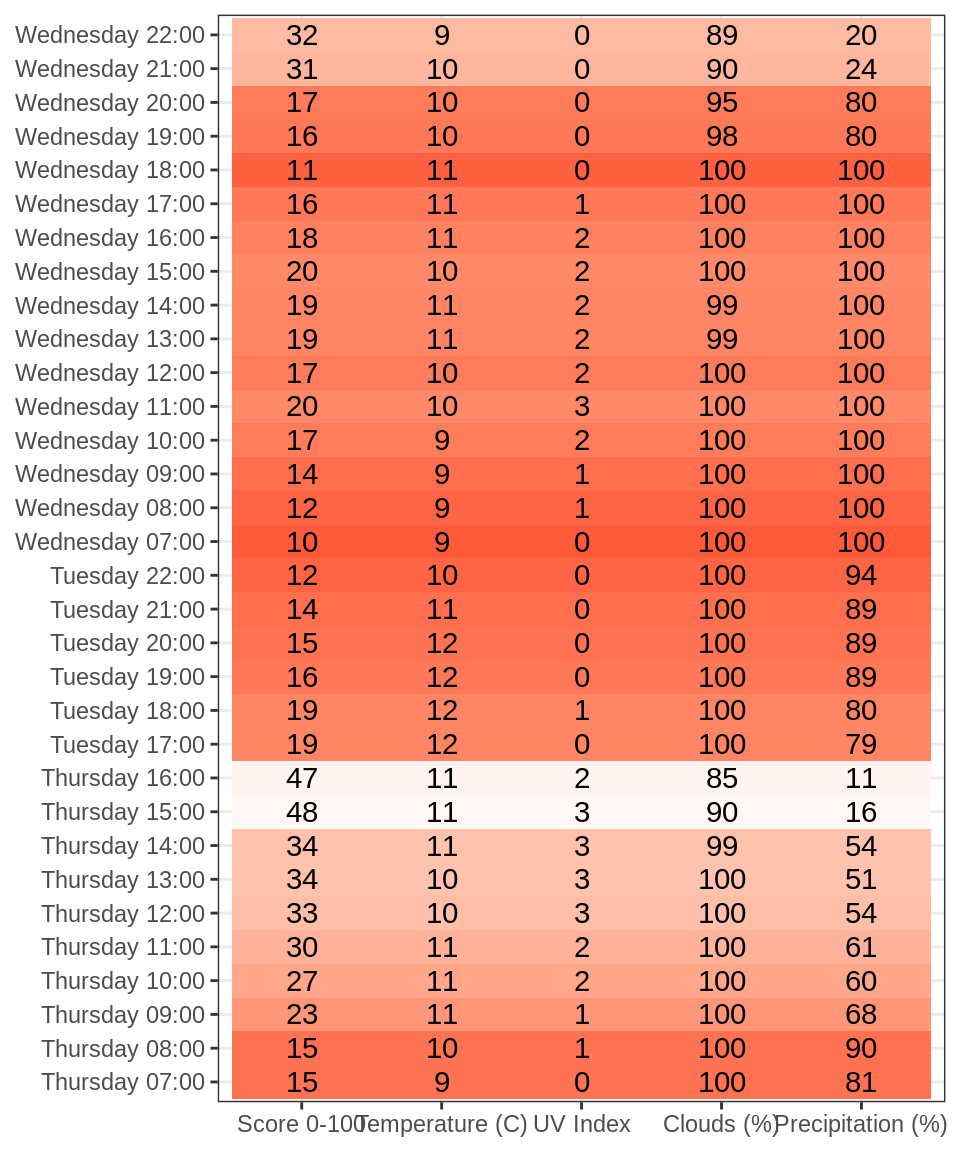 Wednesday 22:00 32 9 0 89 20
Wednesday 21:00 31 10 0 90 24
Wednesday 20:00 17 10 0 95 80
Wednesday 19:00 16 10 0 98 80
Wednesday 18:00 11 11 0 100 100
Wednesday 17:00 16 11 1 100 100
Wednesday 16:00 18 11 2 100 100
Wednesday 15:00 20 10 2 100 100
Wednesday 14:00 19 11 2 99 100
Wednesday 13:00 19 11 2 99 100
Wednesday 12:00 17 10 2 100 100
Wednesday 11:00 20 10 3 100 100
Wednesday 10:00 17 9 2 100 100
Wednesday 09:00 14 9 1 100 100
Wednesday 08:00 12 9 1 100 100
Wednesday 07:00 10 9 0 100 100
Tuesday 22:00 12 10 0 100 94
Tuesday 21:00 14 11 0 100 89
Tuesday 20:00 15 12 0 100 89
Tuesday 19:00 16 12 0 100 89
Tuesday 18:00 19 12 1 100 80
Tuesday 17:00 19 12 0 100 79
Thursday 16:00 47 11 2 85 11
Thursday 15:00 48 11 3 90 16
Thursday 14:00 34 11 3 99 54
Thursday 13:00 34 10 3 100 51
Thursday 12:00 33 10 3 100 54
Thursday 11:00 30 11 2 100 61
Thursday 10:00 27 11 2 100 60
Thursday 09:00 23 11 1 100 68
Thursday 08:00 15 10 1 100 90
Thursday 07:00 15 9 0 100 81
Score 0-100 Temperature (C) UV Index Clouds (%) Precipitation (%)